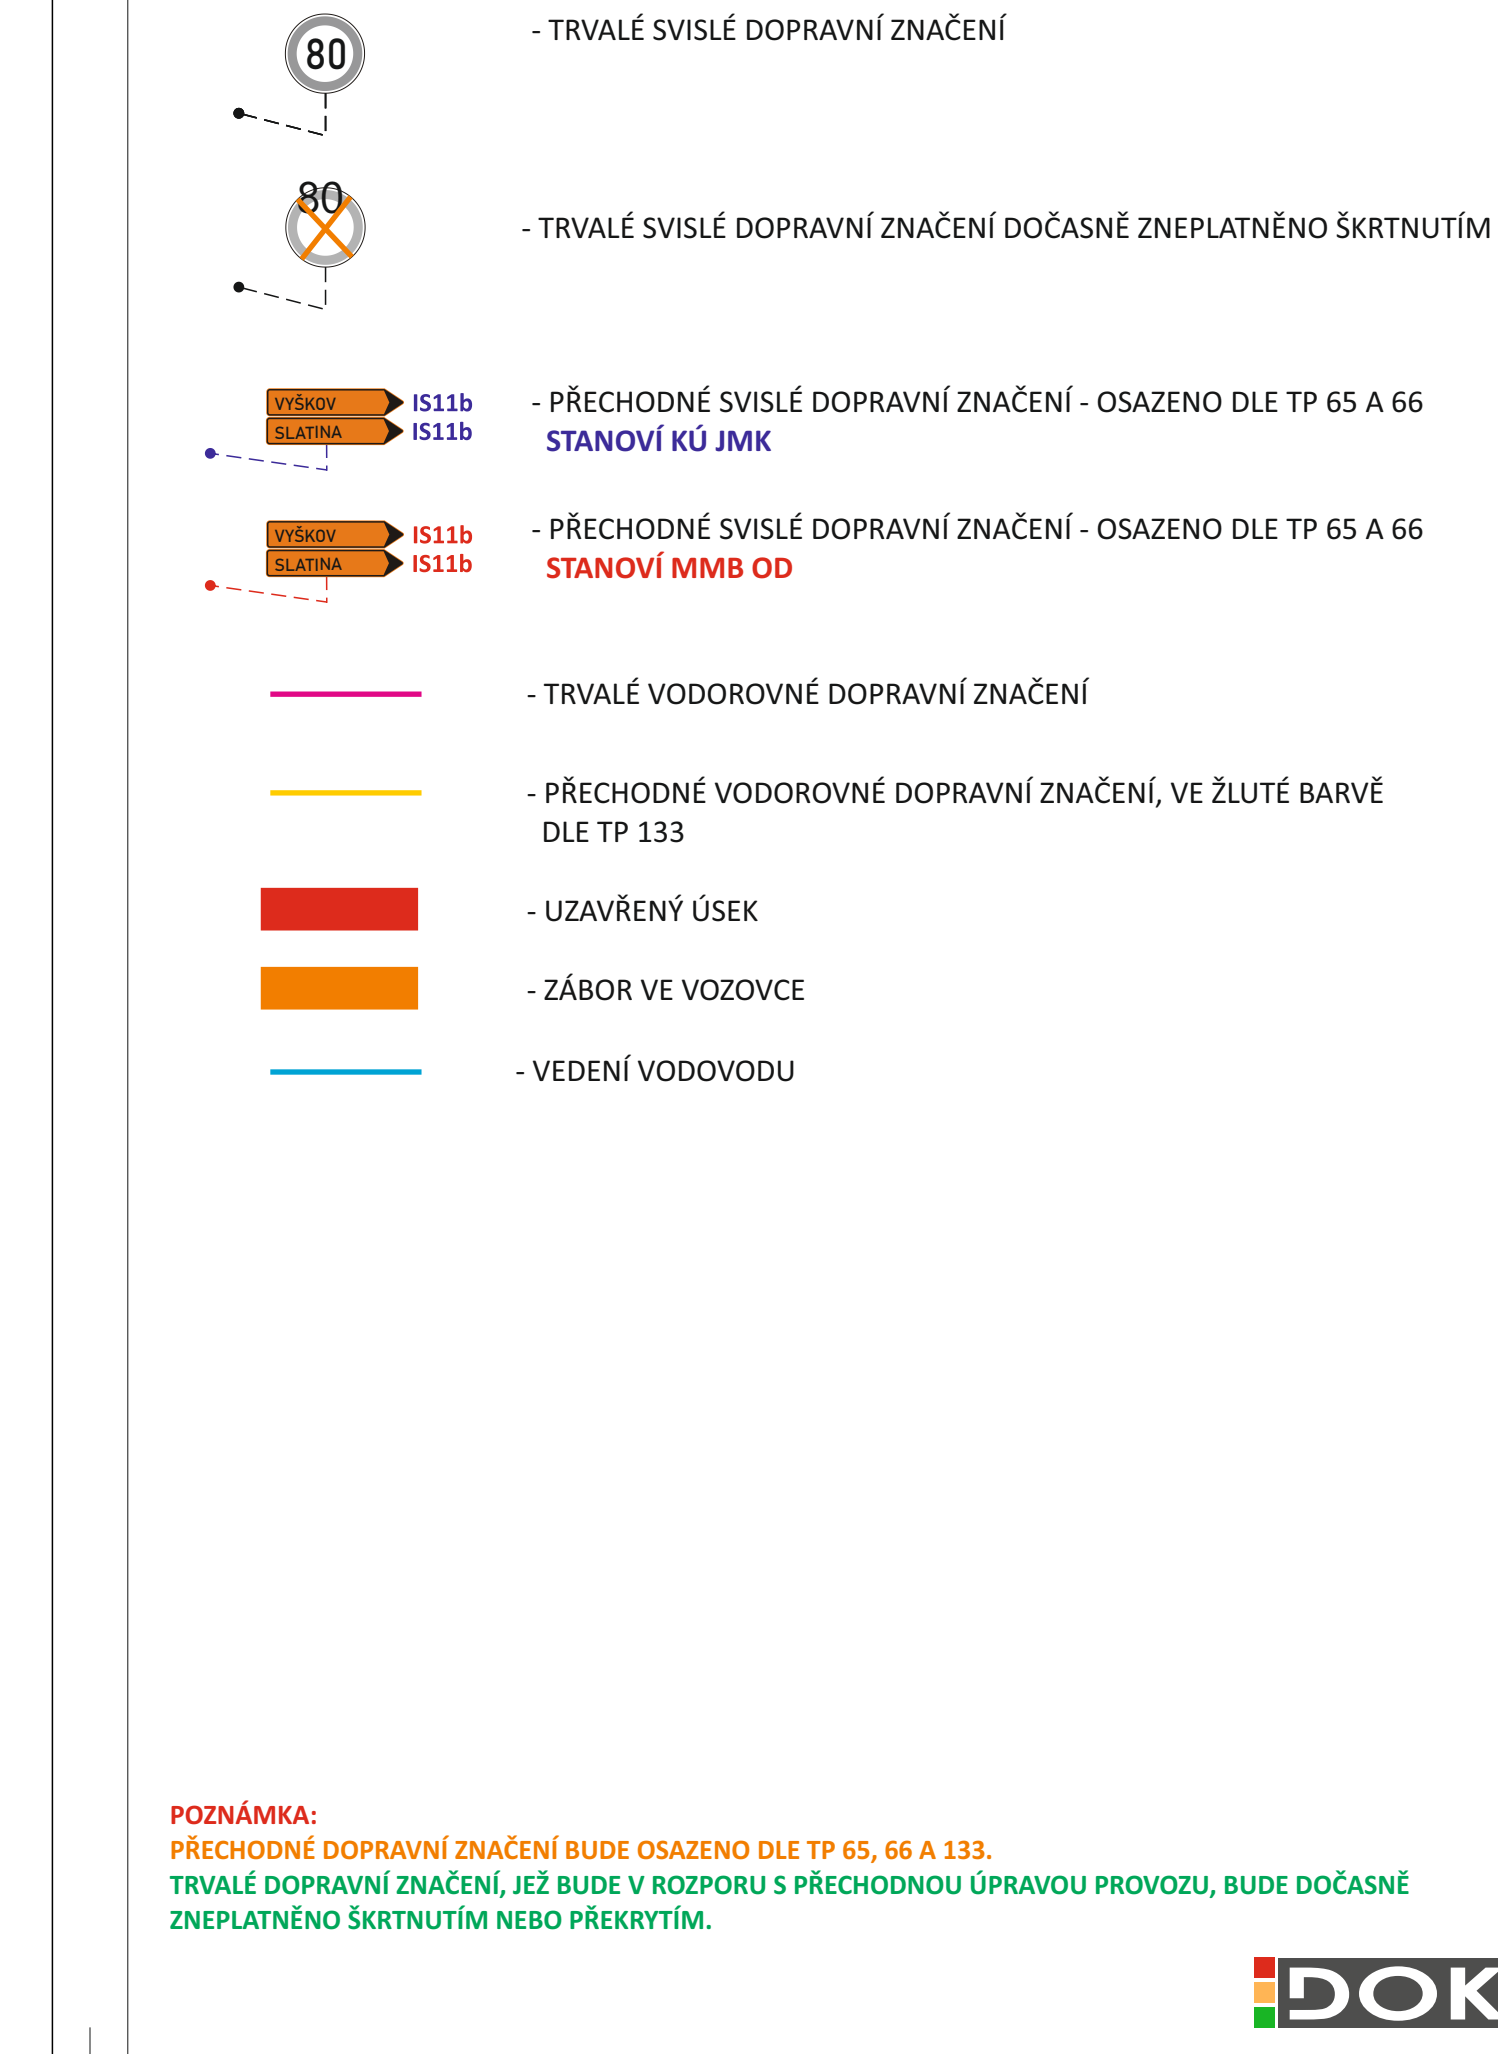 80
- TRVALÉ SVISLÉ DOPRAVNÍ ZNAČENÍ
80
- TRVALÉ SVISLÉ DOPRAVNÍ ZNAČENÍ DOČASNĚ ZNEPLATNĚNO ŠKRTNUTÍM
VYŠKOV IS11b
SLATINA IS11b
- PŘECHODNÉ SVISLÉ DOPRAVNÍ ZNAČENÍ - OSAZENO DLE TP 65 A 66
STANOVÍ KÚ JMK
VYŠKOV IS11b
SLATINA IS11b
- PŘECHODNÉ SVISLÉ DOPRAVNÍ ZNAČENÍ - OSAZENO DLE TP 65 A 66
STANOVÍ MMB OD
- TRVALÉ VODOROVNÉ DOPRAVNÍ ZNAČENÍ
- PŘECHODNÉ VODOROVNÉ DOPRAVNÍ ZNAČENÍ, VE ŽLUTÉ BARVĚ
DLE TP 133
- UZAVŘENÝ ÚSEK
- ZÁBOR VE VOZOVCE
- VEDENÍ VODOVODU
POZNÁMKA:
PŘECHODNÉ DOPRAVNÍ ZNAČENÍ BUDE OSAZENO DLE TP 65, 66 A 133.
TRVALÉ DOPRAVNÍ ZNAČENÍ, JEŽ BUDE V ROZPORU S PŘECHODNOU ÚPRAVOU PROVOZU, BUDE DOČASNĚ
ZNEPLATNĚNO ŠKRTNUTÍM NEBO PŘEKRYTÍM.
DOK